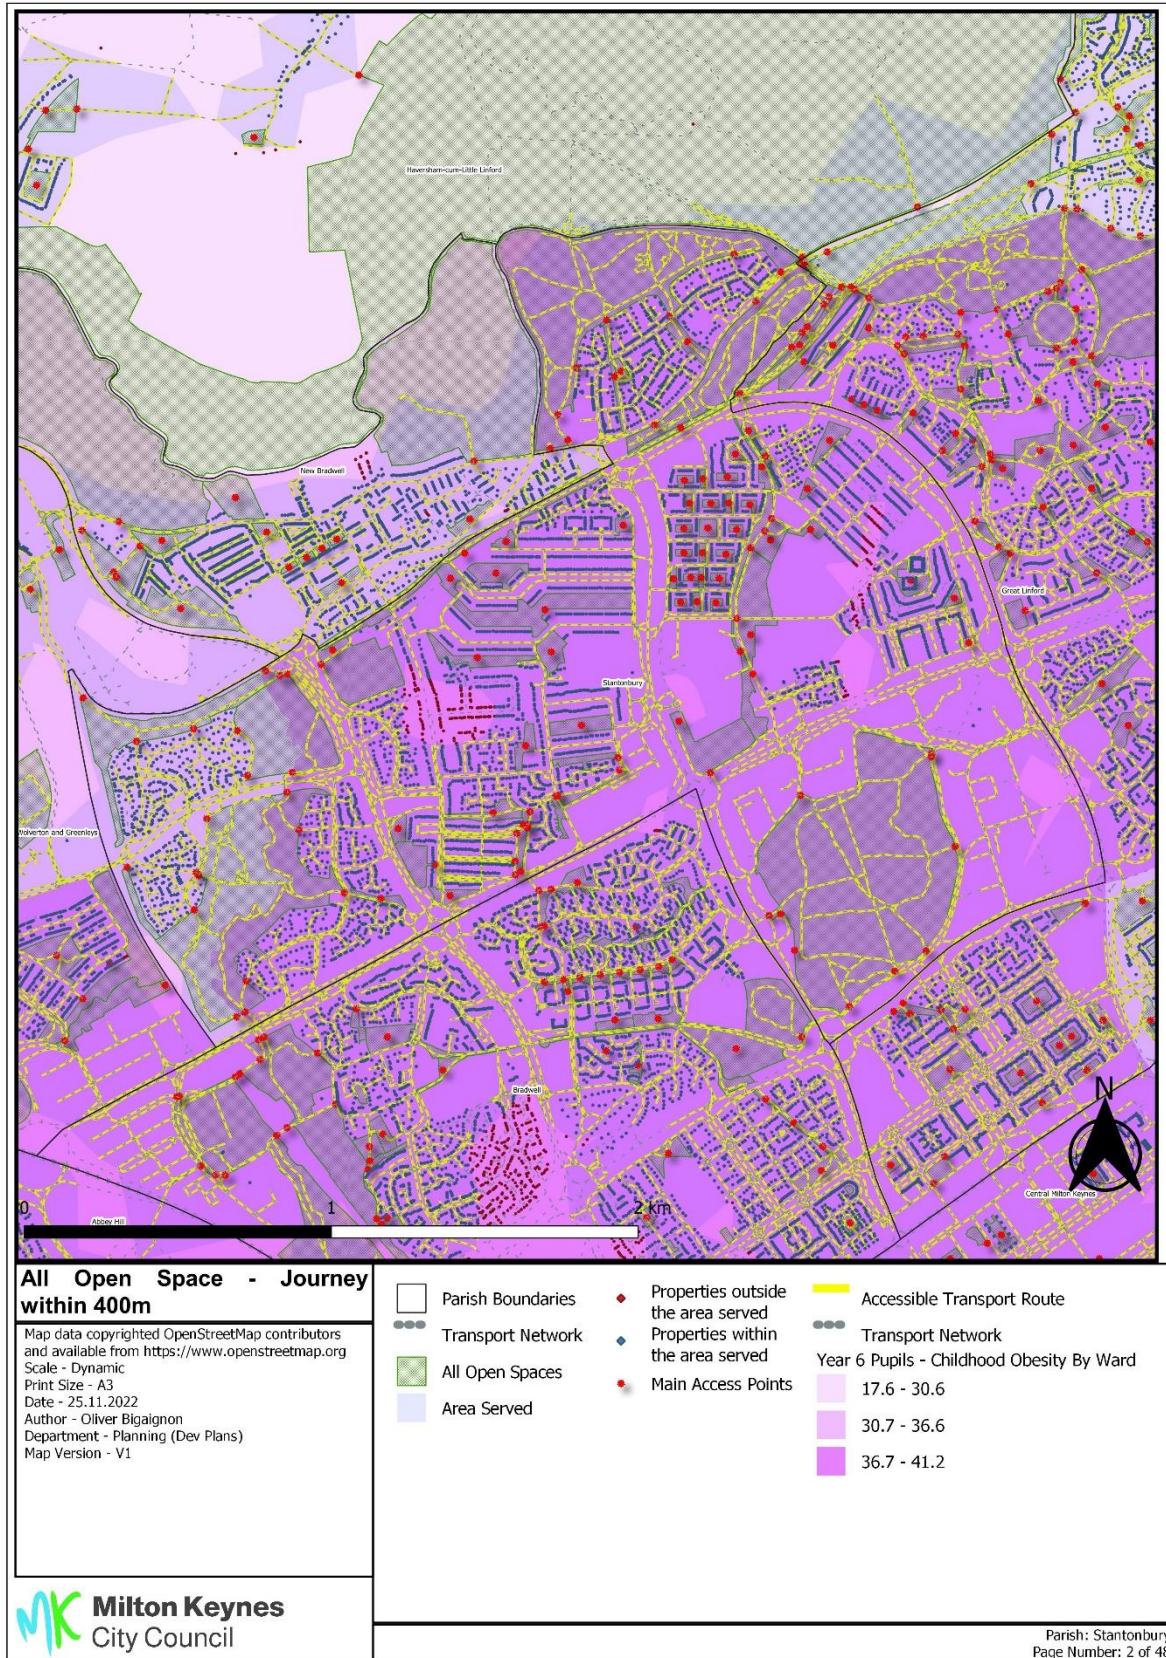 Haversham-cum-Little Linford
New Bradwell
Great Linford
Stantonbury
Wolverton and Greenleys
Bradwell
N
Central Milton Keynes
Abbey Hill
0
1
2 km
All Open Space - Journey
within 400m
Map data copyrighted OpenStreetMap contributors
and available from https://www.openstreetmap.org
Scale - Dynamic
Print Size - A3
Date - 25.11.2022
Author - Oliver Bigaignon
Department - Planning (Dev Plans)
Map Version - V1
Parish Boundaries
Transport Network
All Open Spaces
Area Served
Properties outside
the area served
Properties within
the area served
Main Access Points
Accessible Transport Route
Transport Network
Year 6 Pupils - Childhood Obesity By Ward
17.6 - 30.6
30.7 - 36.6
36.7 - 41.2
MK Milton Keynes
City Council
Parish: Stantonbury
Page Number: 2 of 48